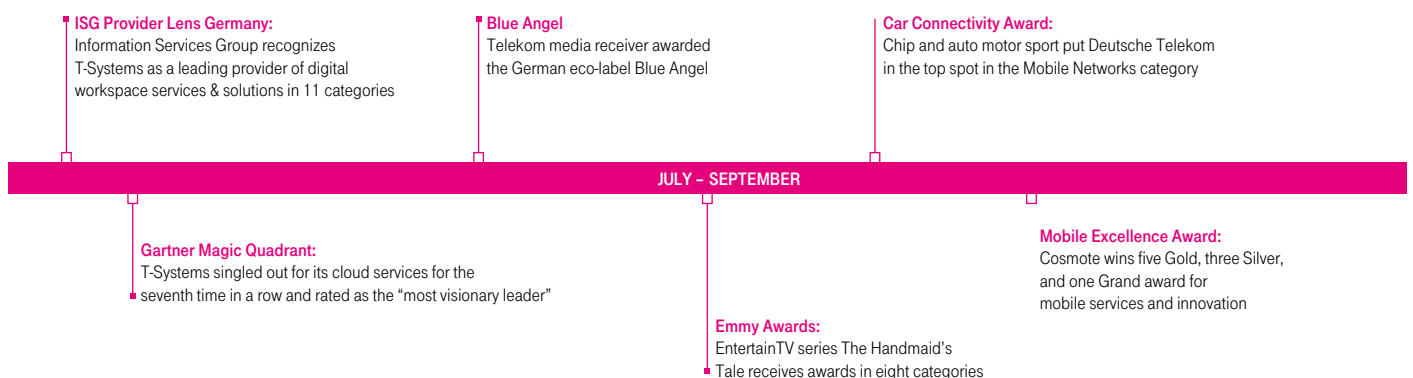 ISG Provider Lens Germany:
Information Services Group recognizes
T-Systems as a leading provider of digital
workspace services & solutions in 11 categories
Blue Angel
Telekom media receiver awarded
the German eco-label Blue Angel
Car Connectivity Award:
Chip and auto motor sport put Deutsche Telekom
in the top spot in the Mobile Networks category
JULY – SEPTEMBER
Gartner Magic Quadrant:
T-Systems singled out for its cloud services for the
seventh time in a row and rated as the “most visionary leader”
Emmy Awards:
EntertainTV series The Handmaid’s
Tale receives awards in eight categories
Mobile Excellence Award:
Cosmote wins five Gold, three Silver,
and one Grand award for
mobile services and innovation